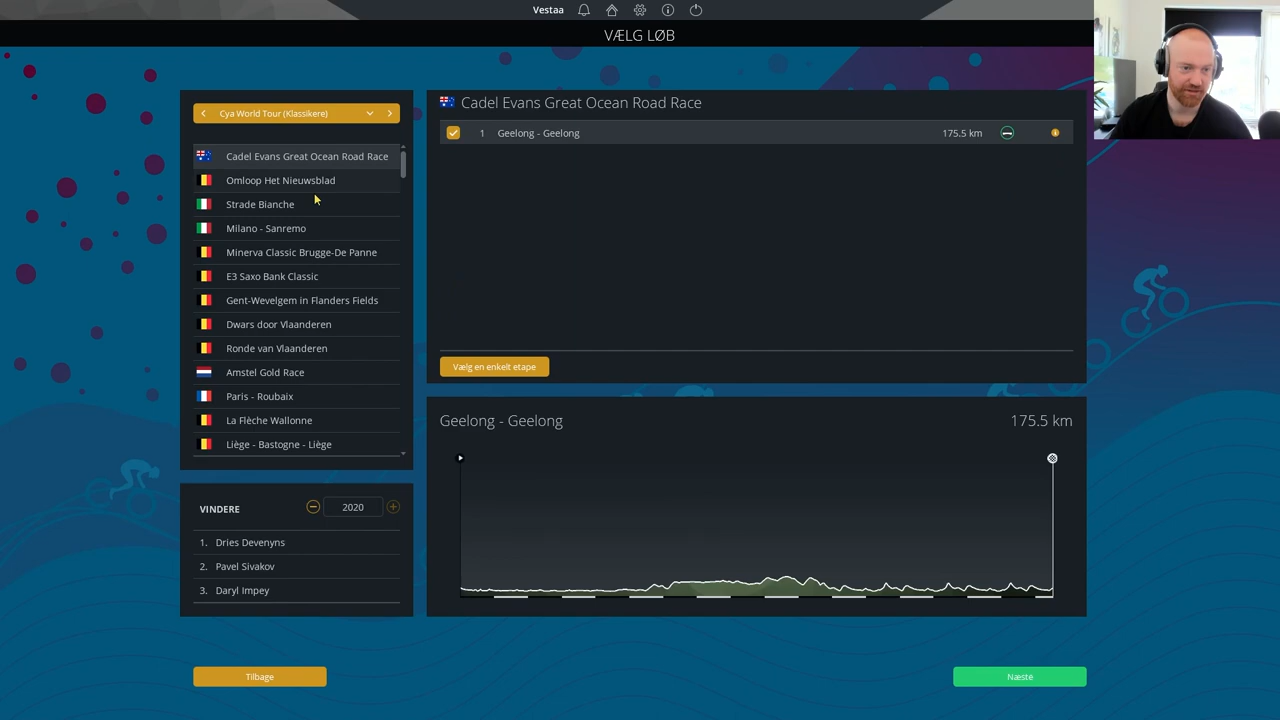 Vestaa
VÆLG LØB
Cya World Tour (Klassikere)
Cadel Evans Great Ocean Road Race
Omloop Het Nieuwsblad
Strade Bianche
Milano - Sanremo
Minerva Classic Brugge-De Panne
E3 Saxo Bank Classic
Gent-Wevelgem in Flanders Fields
Dwars door Vlaanderen
Ronde van Vlaanderen
Amstel Gold Race
Paris - Roubaix
La Flèche Wallonne
Liège - Bastogne - Liège
VINDERE 2020
1. Dries Devenyns
2. Pavel Sivakov
3. Daryl Impey
Cadel Evans Great Ocean Road Race
1 Geelong - Geelong 175.5 km
Vælg en enkelt etape
Geelong - Geelong 175.5 km
Tilbage
Næste